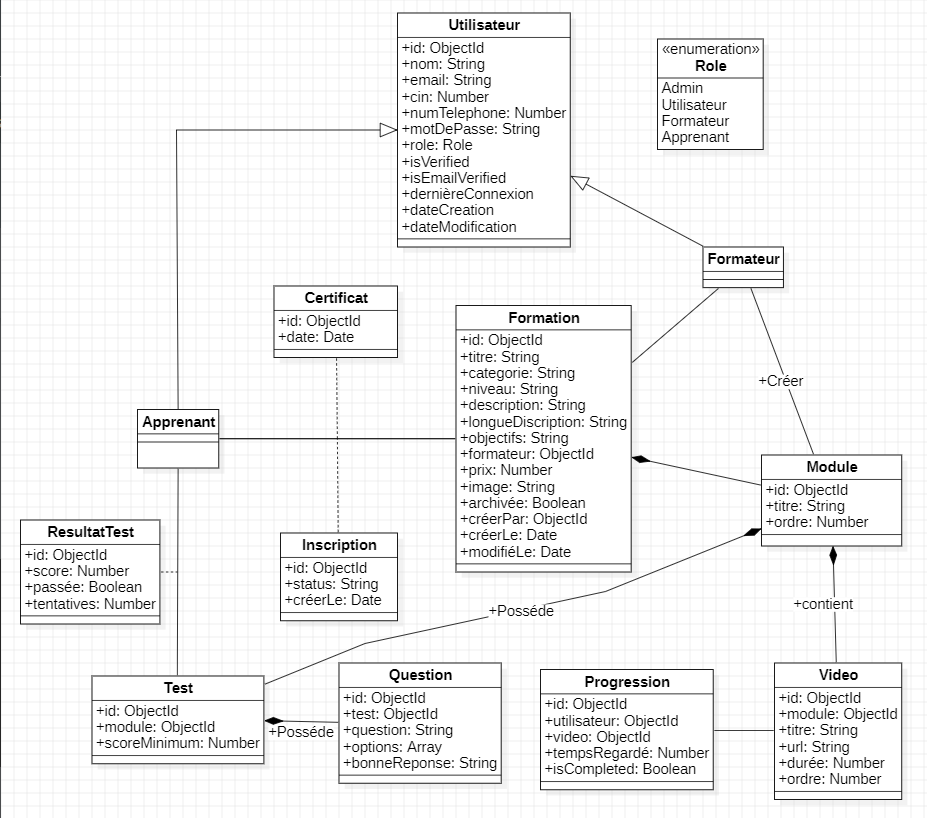 Utilisateur
+id: ObjectId
+nom: String
+email: String
+cin: Number
+numTelephone: Number
+motDePasse: String
+role: Role
+isVerified
+isEmailVerified
+dernièreConnexion
+dateCreation
+dateModification
«enumeration»
Role
Admin
Utilisateur
Formateur
Apprenant
Formateur
Certificat
+id: ObjectId
+date: Date
Formation
+id: ObjectId
+titre: String
+categorie: String
+niveau: String
+description: String
+longueDiscription: String
+objectifs: String
+formateur: ObjectId
+prix: Number
+image: String
+archivée: Boolean
+créerPar: ObjectId
+créerLe: Date
+modifiéLe: Date
+Créer
Apprenant
Module
+id: ObjectId
+titre: String
+ordre: Number
ResultatTest
+id: ObjectId
+score: Number
+passée: Boolean
+tentatives: Number
Inscription
+id: ObjectId
+status: String
+créerLe: Date
+Posséde
+contient
Test
+id: ObjectId
+module: ObjectId
+scoreMinimum: Number
+Posséde
Question
+id: ObjectId
+test: ObjectId
+question: String
+options: Array
+bonneReponse: String
Progression
+id: ObjectId
+utilisateur: ObjectId
+video: ObjectId
+tempsRegardé: Number
+isCompleted: Boolean
Video
+id: ObjectId
+module: ObjectId
+titre: String
+url: String
+durée: Number
+ordre: Number